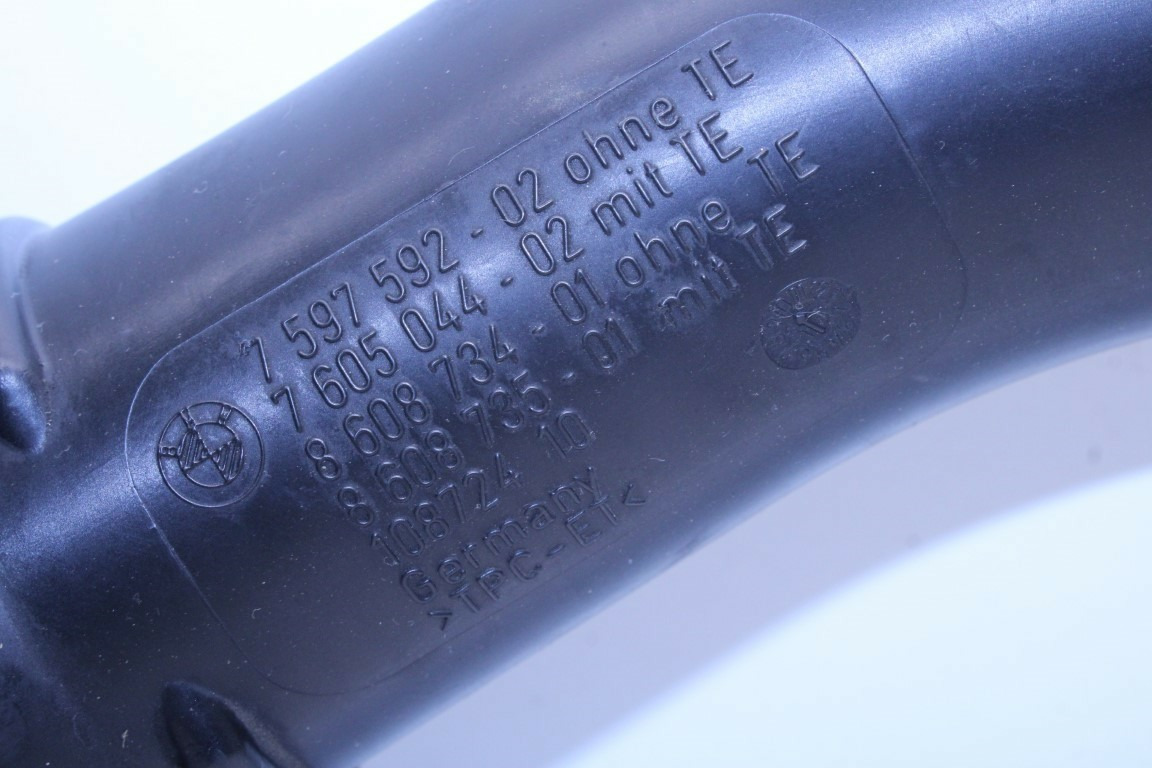 7 597 592 - 02 ohne TE
7 605 044 - 02 mit TE
8 608 734 - 01 ohne TE
8 608 735 - 01 mit TE
108724 10
Germany
>TPC-ET<